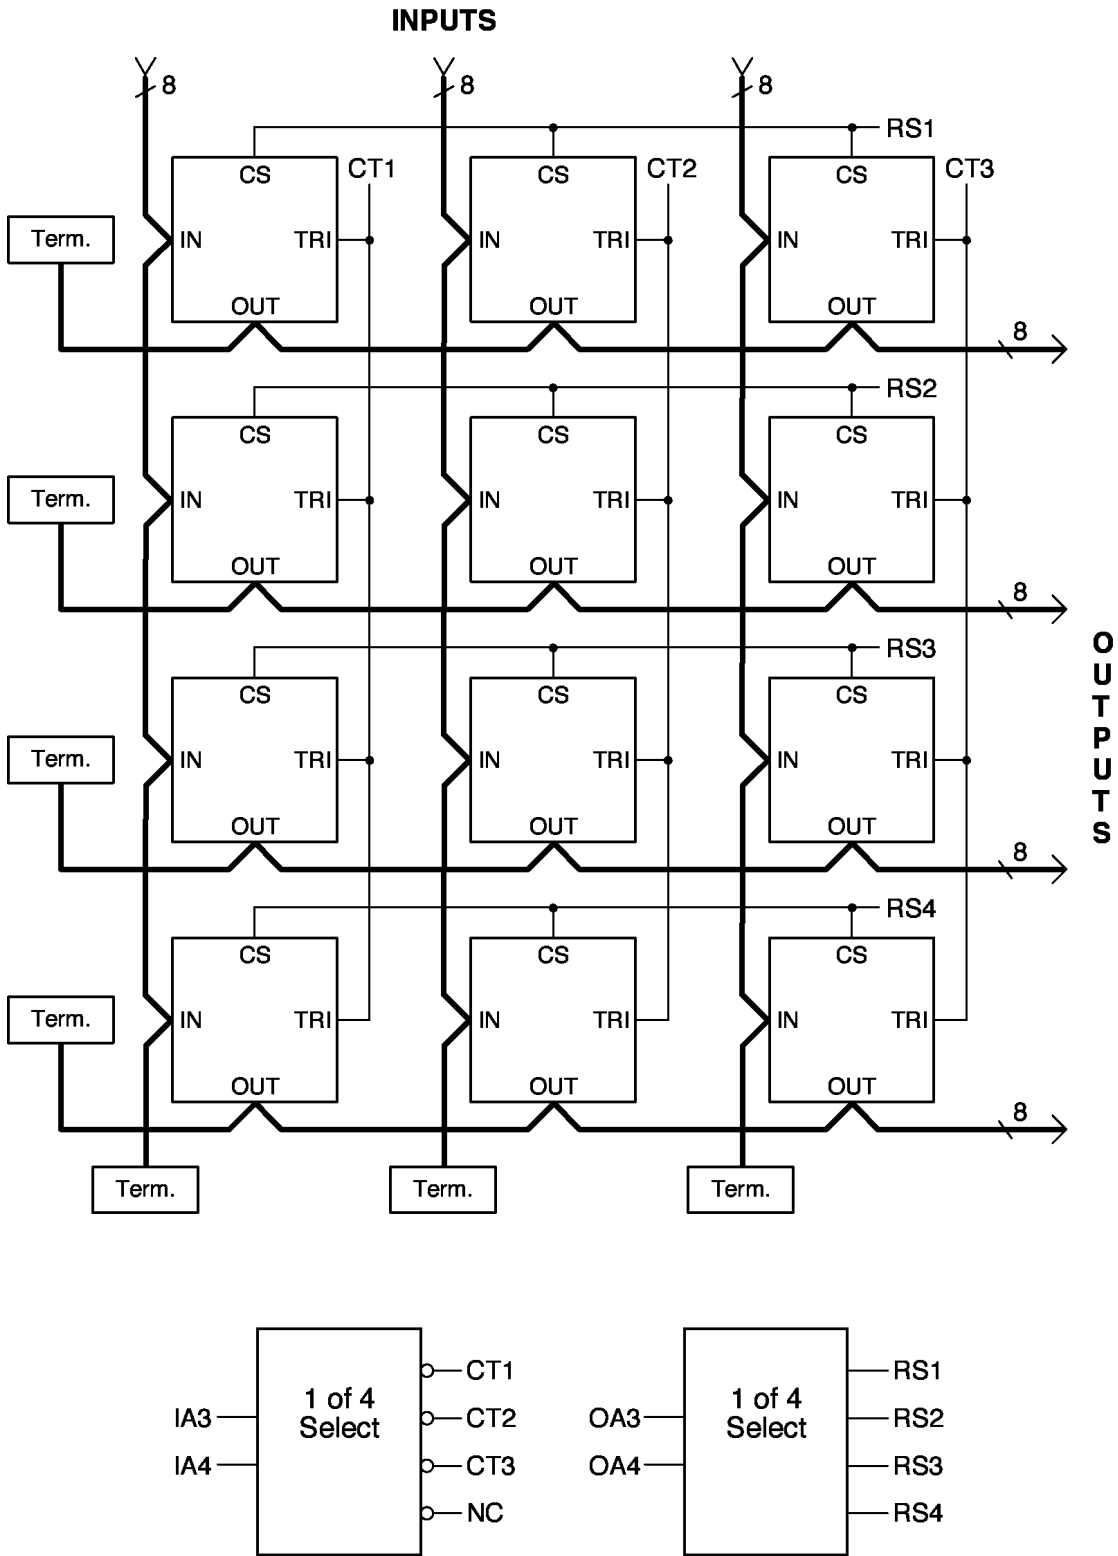 INPUTS
8 8 8
RS1
CS CT1 CS CT2 CS CT3
Term. IN TRI IN TRI IN TRI
OUT OUT OUT
8
RS2
CS CS CS
Term. IN TRI IN TRI IN TRI
OUT OUT OUT
8
OUTPUTS
RS3
CS CS CS
Term. IN TRI IN TRI IN TRI
OUT OUT OUT
8
RS4
CS CS CS
Term. IN TRI IN TRI IN TRI
OUT OUT OUT
8
Term. Term. Term.
1 of 4
Select
IA3
IA4
CT1
CT2
CT3
NC
1 of 4
Select
OA3
OA4
RS1
RS2
RS3
RS4